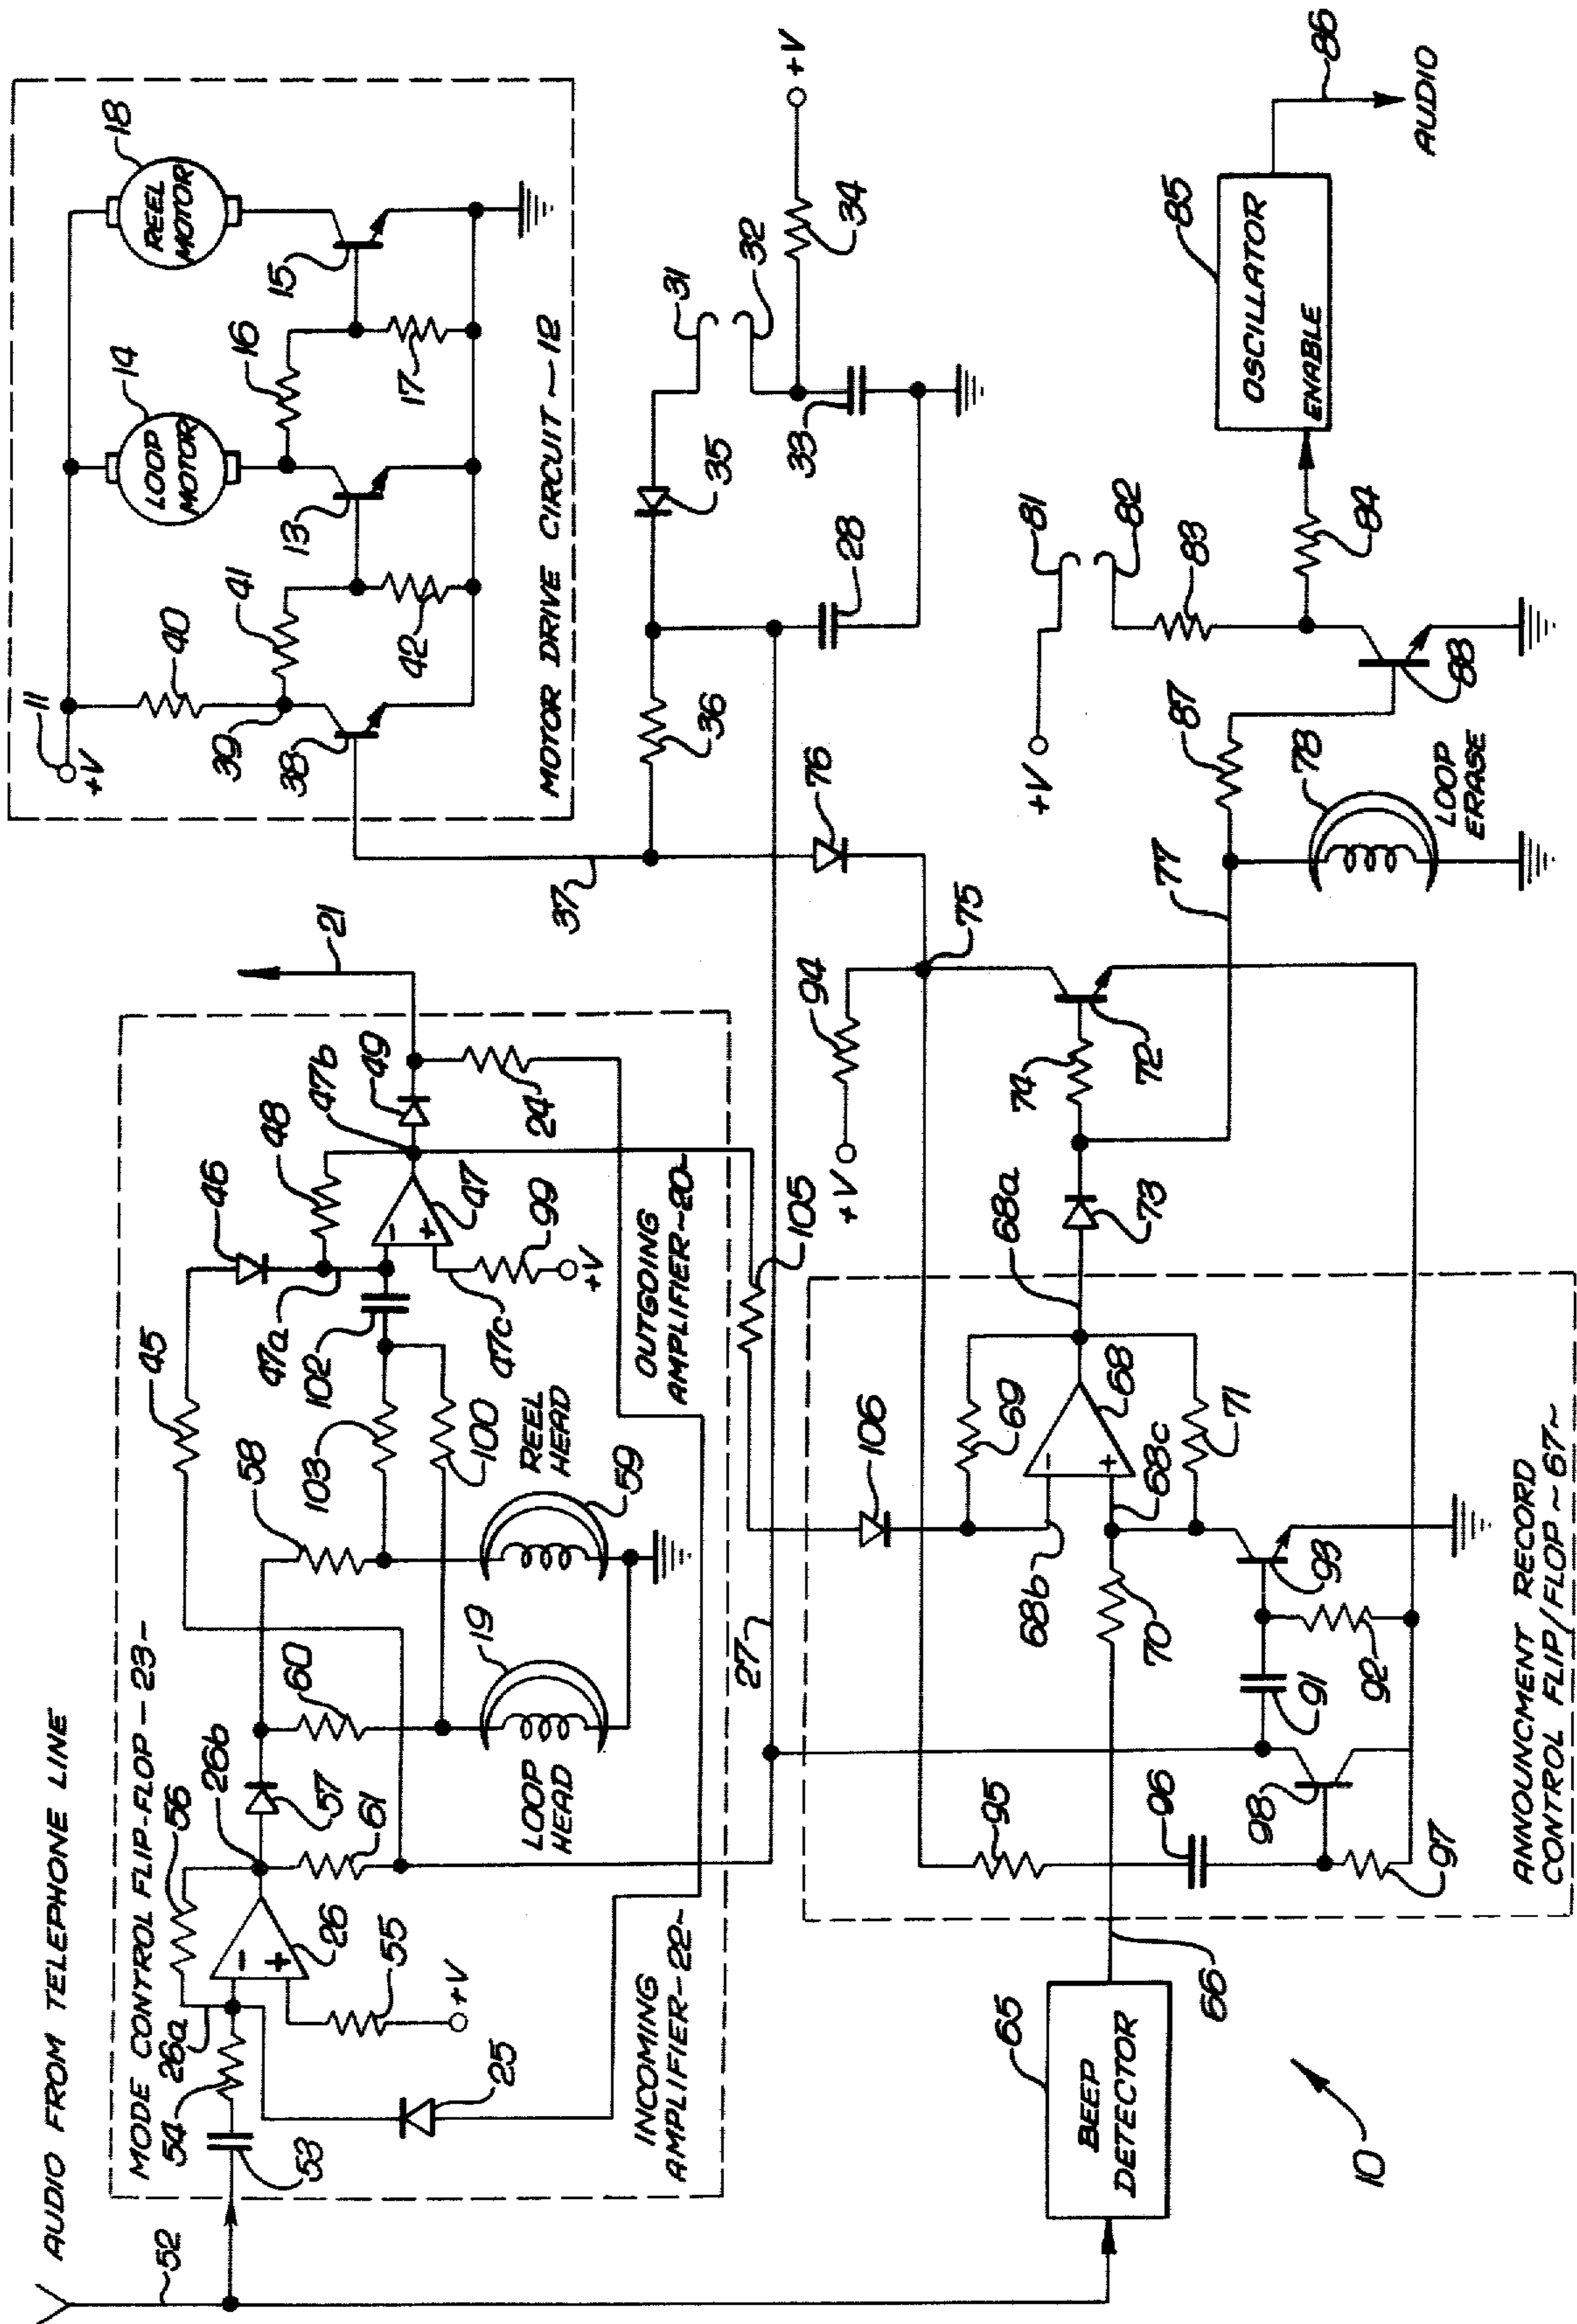 AUDIO FROM TELEPHONE LINE
52
MODE CONTROL FLIP-FLOP - 23-
54
26a
56
26b
53
57
61
60
58
45
46
48
47b
49
21
47a
102
47
103
47c
99
100
24
26
55
+V
25
19
LOOP
HEAD
REEL
HEAD
59
INCOMING
AMPLIFIER-22-
OUTGOING
AMPLIFIER-20-
11
+V
40
14
LOOP
MOTOR
18
REEL
MOTOR
39
41
16
38
13
15
42
17
MOTOR DRIVE CIRCUIT ~ 12
37
36
35
31
32
28
33
34
+V
76
27
105
94
+V
75
106
95
69
68a
68
73
74
72
77
68b
68c
70
71
96
98
91
93
92
97
ANNOUNCMENT RECORD
CONTROL FLIP/FLOP ~ 67~
65
BEEP
DETECTOR
66
10
+V
81
82
83
84
87
88
78
LOOP
ERASE
85
OSCILLATOR
ENABLE
86
AUDIO